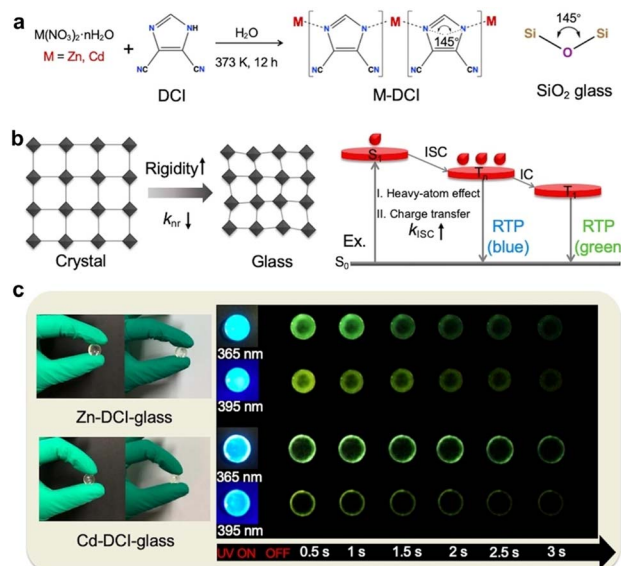 a
M(NO₃)₂·nH₂O
M = Zn, Cd
+
N
NH
NC
CN
DCI
H₂O
373 K, 12 h
M
N
N
M
N
N
M
145°
NC
CN
NC
CN
M-DCI
145°
Si
Si
O
SiO₂ glass
b
Rigidity↑
kₙᵣ ↓
Crystal
Glass
S₁
ISC
Tₙ
IC
T₁
I. Heavy-atom effect
II. Charge transfer
k_ISC ↑
Ex.
RTP
(blue)
RTP
(green)
S₀
c
365 nm
395 nm
Zn-DCI-glass
365 nm
395 nm
Cd-DCI-glass
UV ON OFF 0.5 s 1 s 1.5 s 2 s 2.5 s 3 s